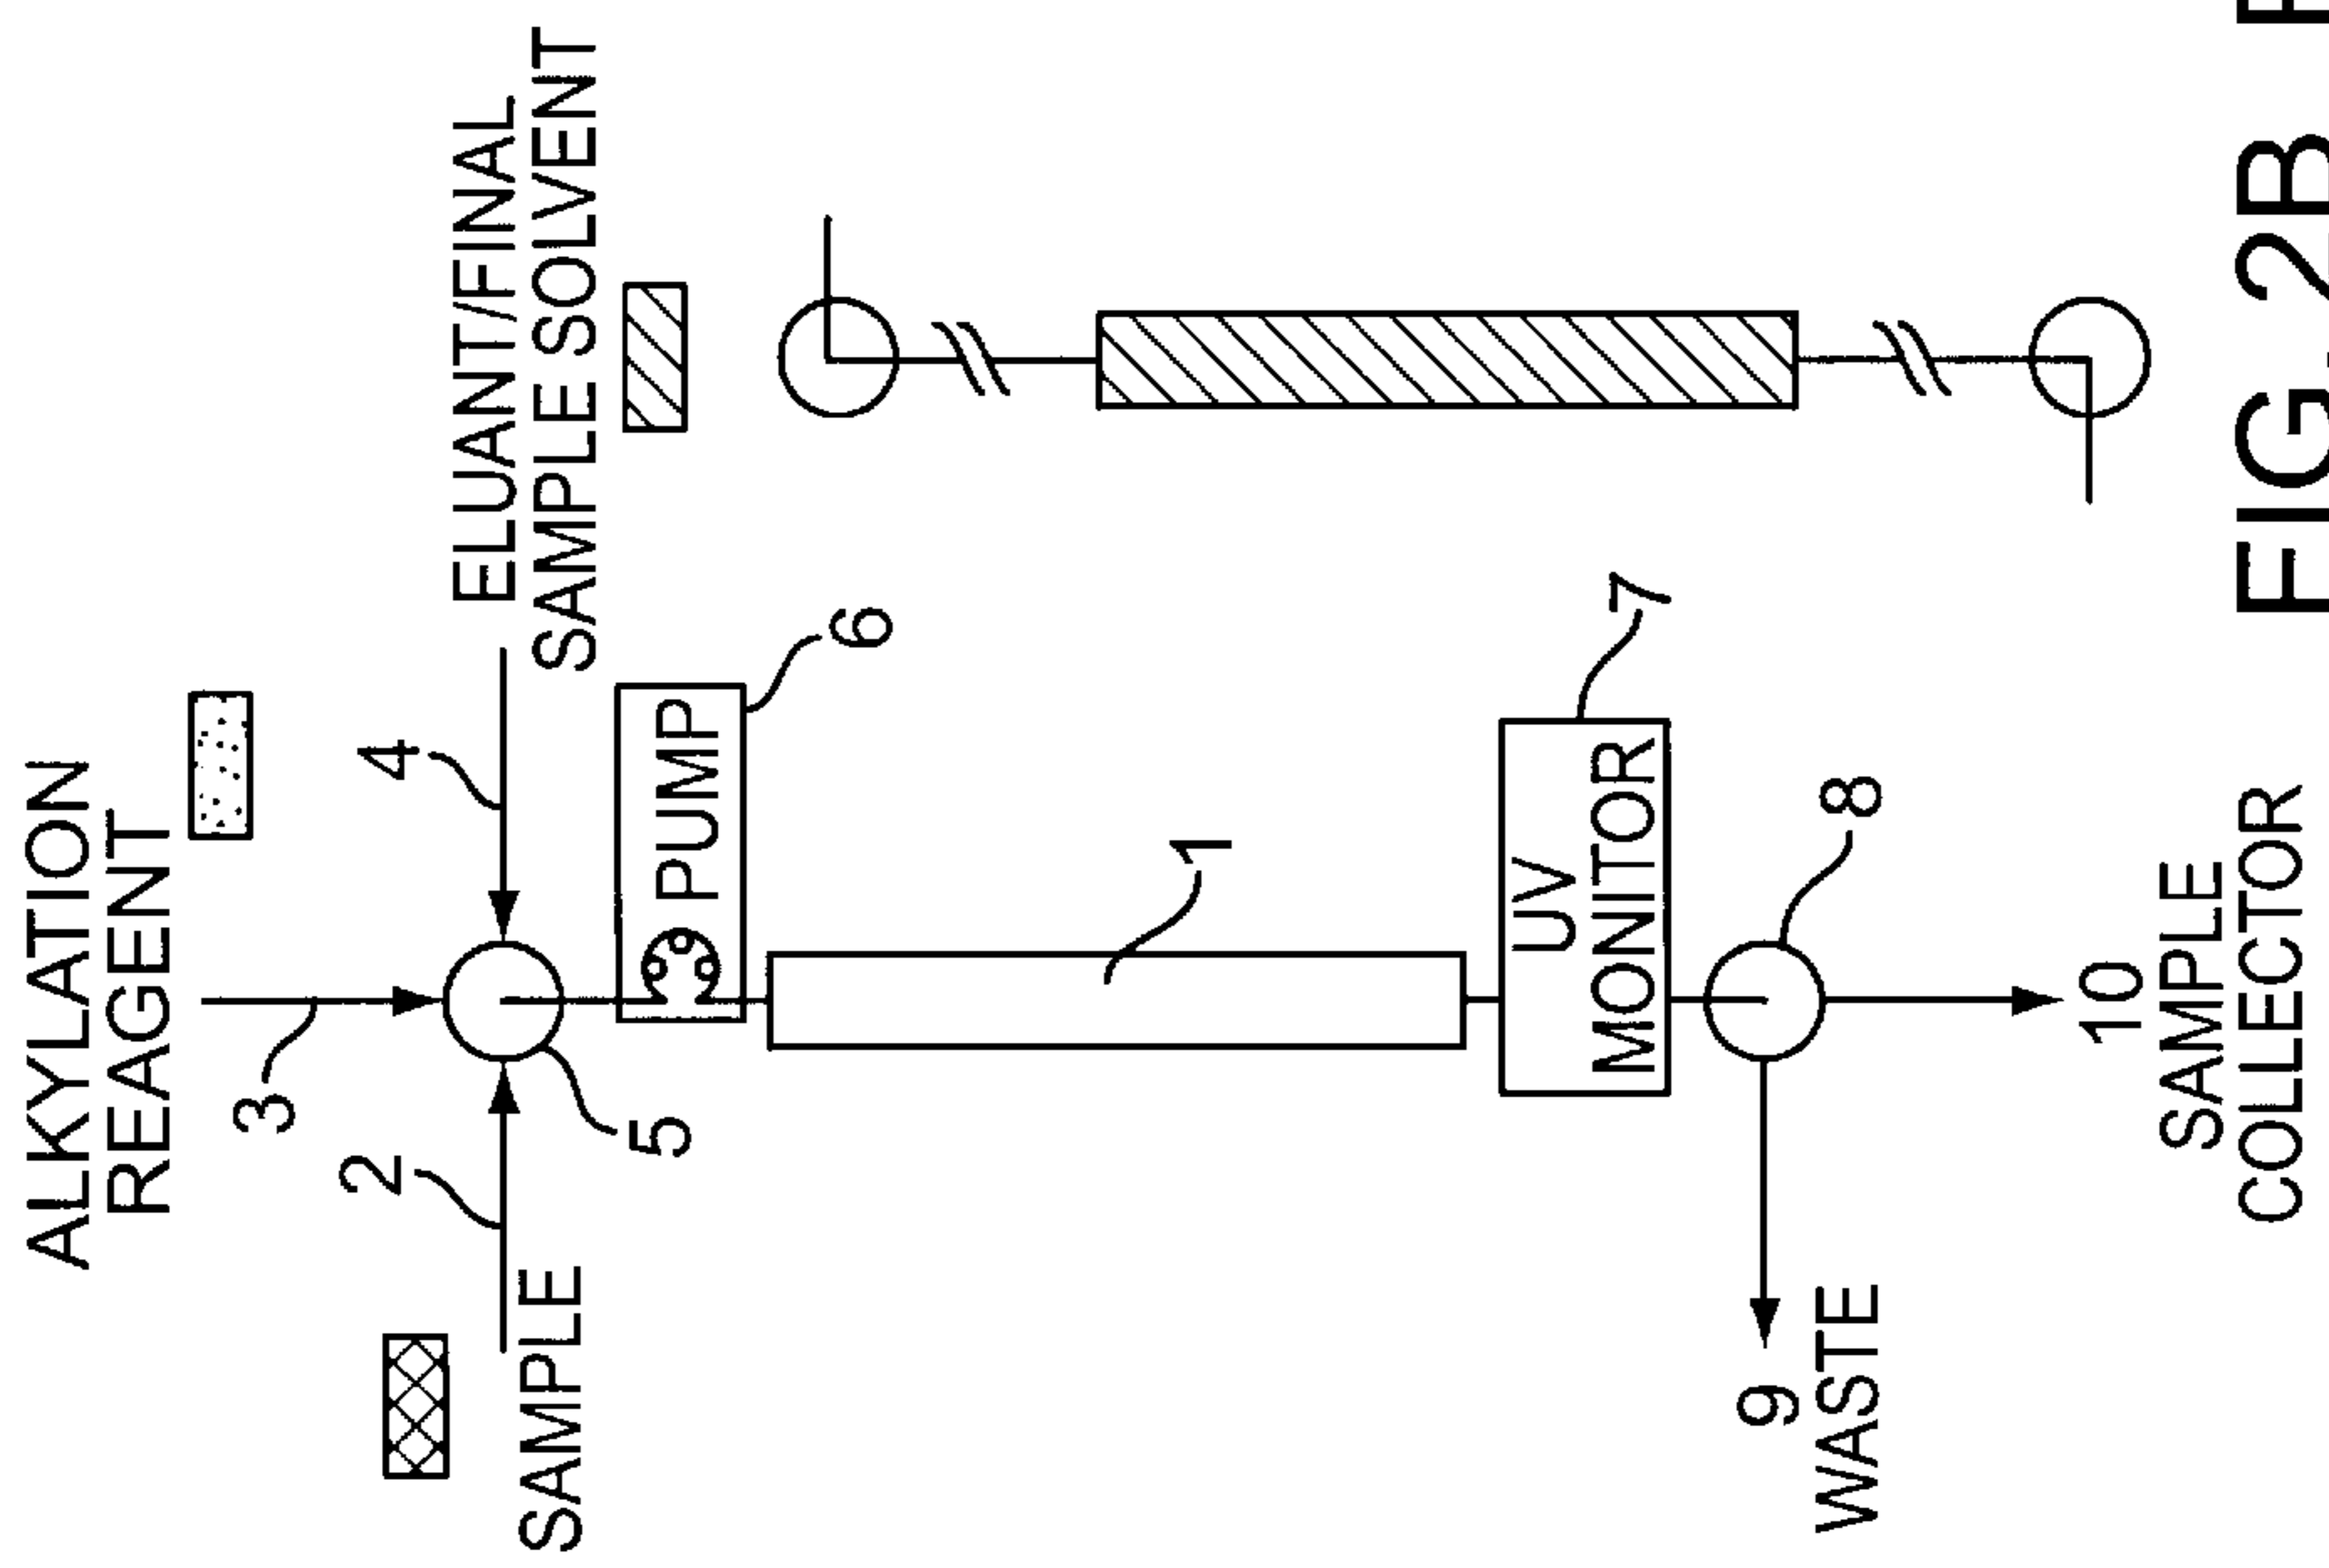 ALKYLATION
REAGENT
3
2
4
SAMPLE
ELUANT/FINAL
SAMPLE SOLVENT
5
PUMP
6
1
UV
MONITOR
7
8
9
WASTE
10
SAMPLE
COLLECTOR
FIG. 2B